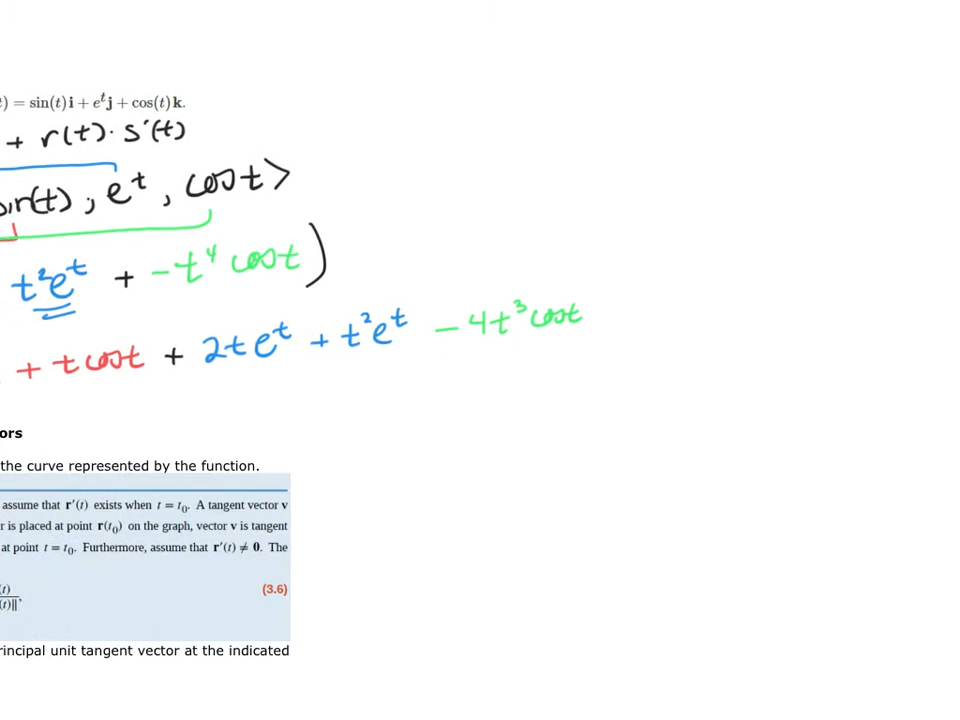 t) = sin(t) i + e^t j + cos(t) k.
+ r(t) · s'(t)
sin(t), e^t, cos t>
t²e^t + -t⁴ cos t)
+ t cos t + 2te^t + t²e^t - 4t³ cos t
ors
the curve represented by the function.
assume that r′(t) exists when t = t₀. A tangent vector v
r is placed at point r(t₀) on the graph, vector v is tangent
at point t = t₀. Furthermore, assume that r′(t) ≠ 0. The
(t)
(t)‖,
(3.6)
rincipal unit tangent vector at the indicated